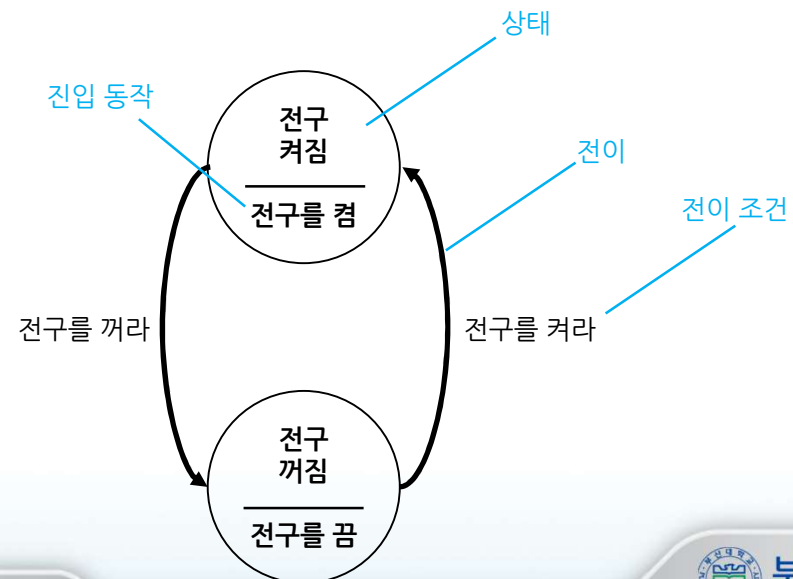 상태
진입 동작
전구
켜짐
전구를 켬
전이
전이 조건
전구를 꺼라
전구를 켜라
전구
꺼짐
전구를 끔